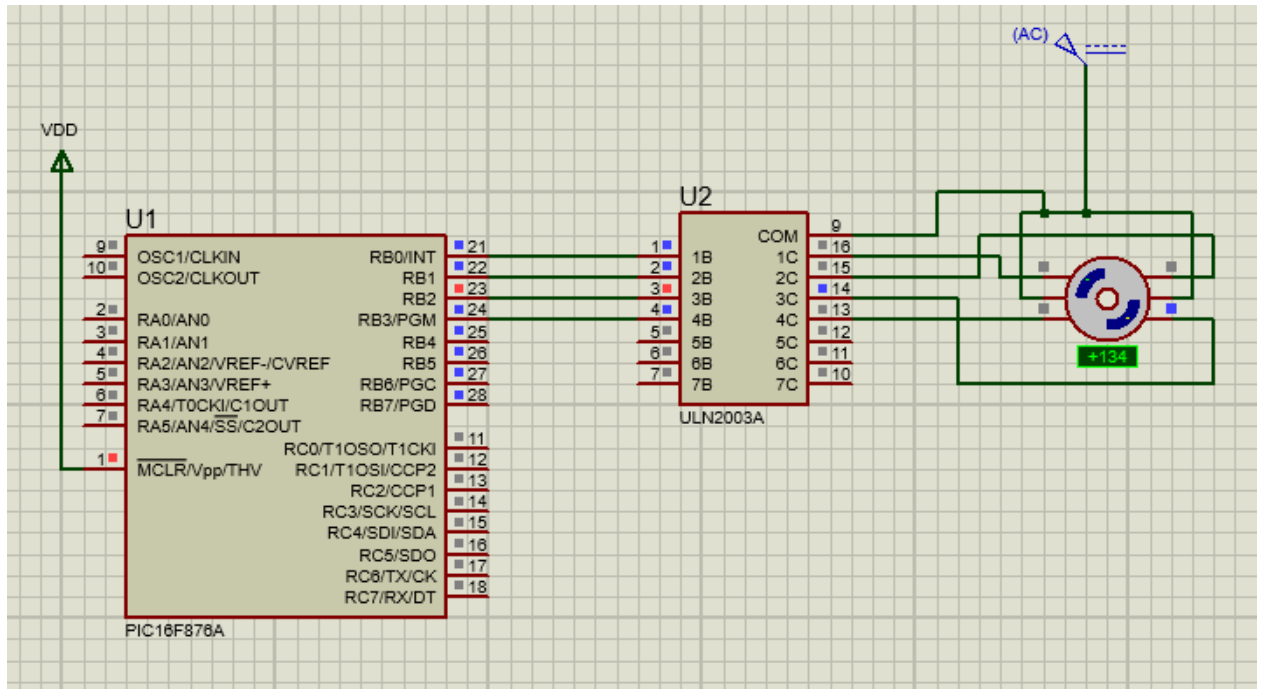 (AC)
VDD
U1
U2
9 OSC1/CLKIN RB0/INT 21
10 OSC2/CLKOUT RB1 22
RB2 23
2 RA0/AN0 RB3/PGM 24
3 RA1/AN1 RB4 25
4 RA2/AN2/VREF-/CVREF RB5 26
5 RA3/AN3/VREF+ RB6/PGC 27
6 RA4/T0CKI/C1OUT RB7/PGD 28
7 RA5/AN4/SS/C2OUT
RC0/T1OSO/T1CKI 11
1 MCLR/Vpp/THV RC1/T1OSI/CCP2 12
RC2/CCP1 13
RC3/SCK/SCL 14
RC4/SDI/SDA 15
RC5/SDO 16
RC6/TX/CK 17
RC7/RX/DT 18
PIC16F876A
COM 9
1 1B 1C 16
2 2B 2C 15
3 3B 3C 14
4 4B 4C 13
5 5B 5C 12
6 6B 6C 11
7 7B 7C 10
ULN2003A
+134